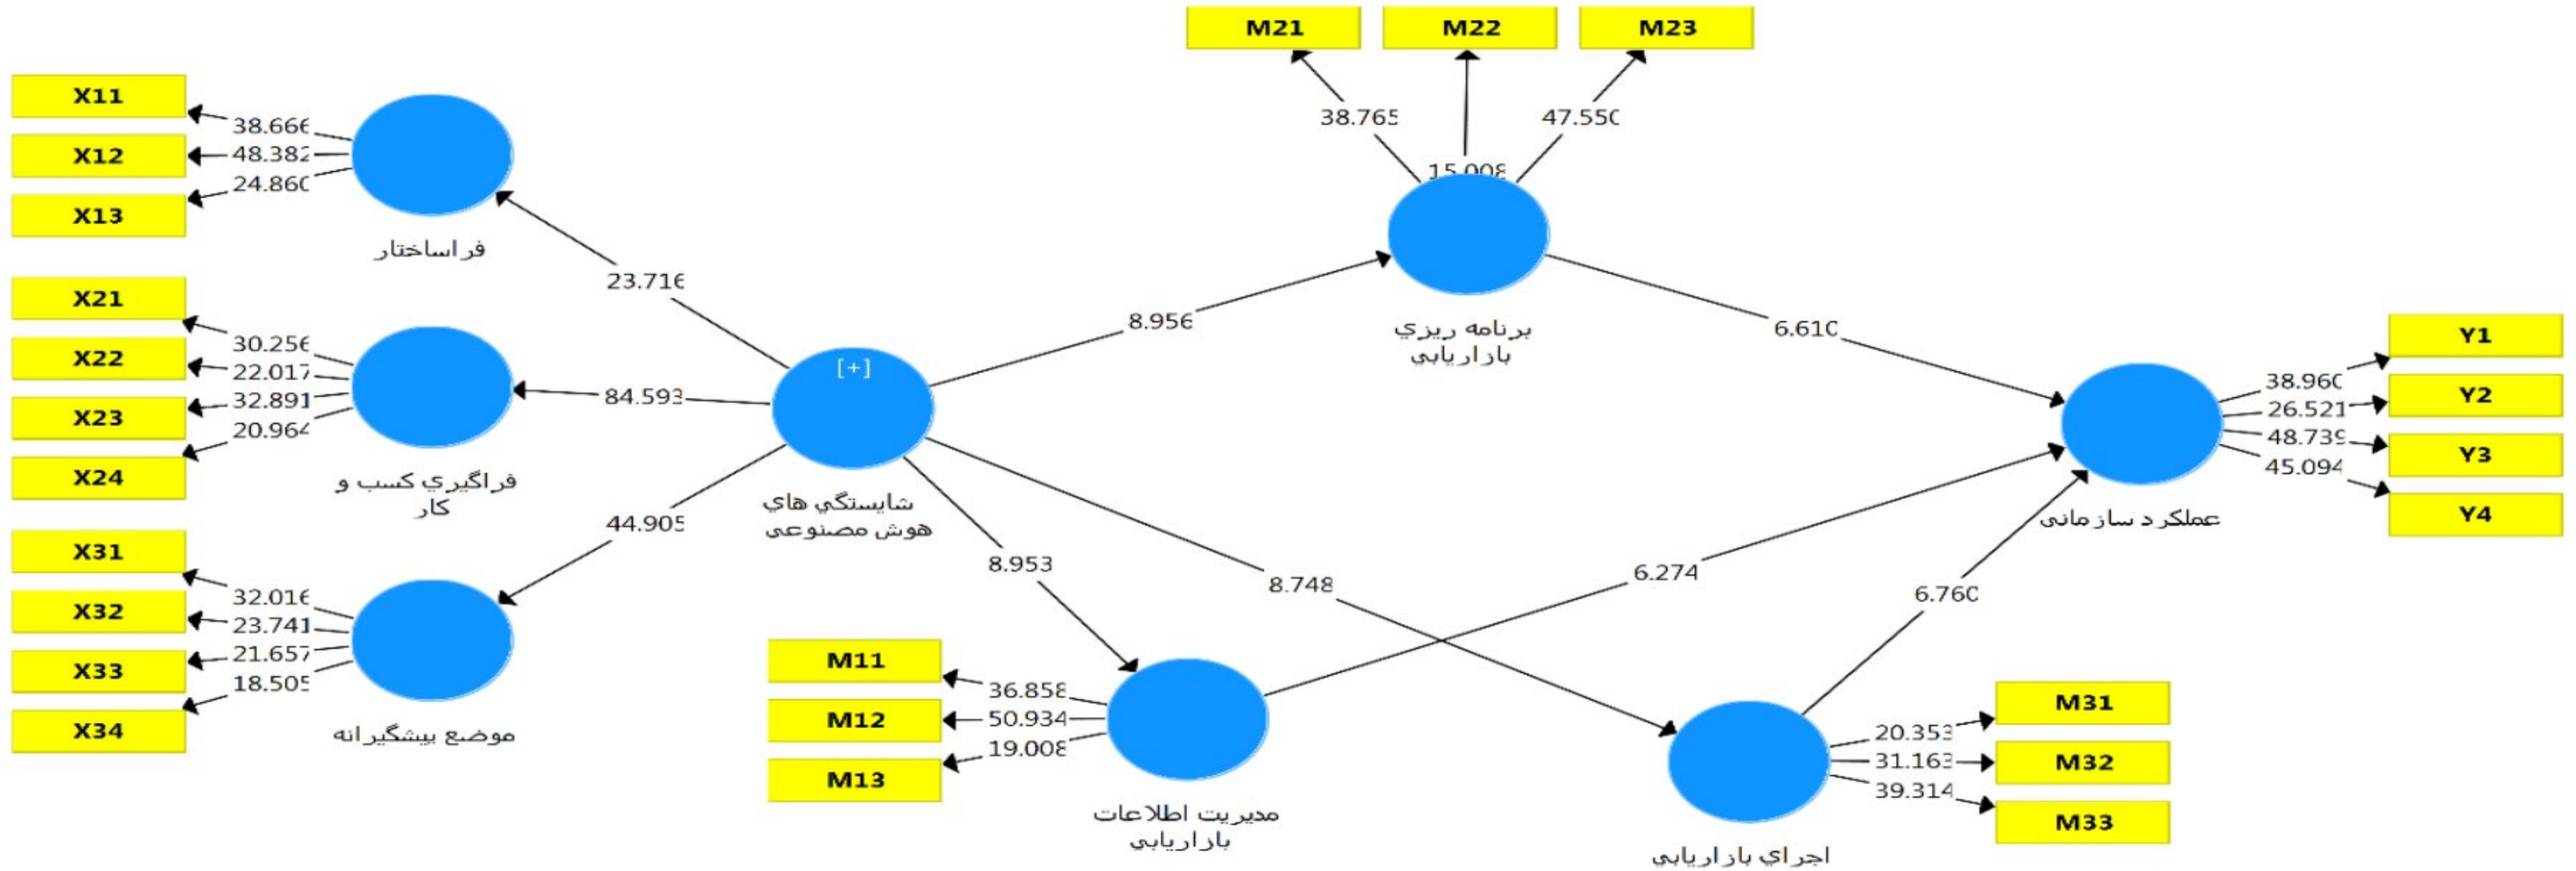 M21
M22
M23
X11
X12
X13
38.666
48.382
24.860
فراساختار
38.765
15.008
47.550
X21
X22
X23
X24
30.256
22.017
32.891
20.964
فراگيري کسب و
کار
23.716
84.593
44.905
[+]
شايستگي هاي
هوش مصنوعي
8.956
برنامه ريزي
بازاريابي
6.610
Y1
Y2
Y3
Y4
38.960
26.521
48.739
45.094
عملکرد سازمانی
X31
X32
X33
X34
32.016
23.741
21.657
18.505
موضع پيشگيرانه
8.953
8.748
6.274
6.760
M11
M12
M13
36.858
50.934
19.008
مديريت اطلاعات
بازاريابي
M31
M32
M33
20.353
31.163
39.314
اجراي بازاريابي